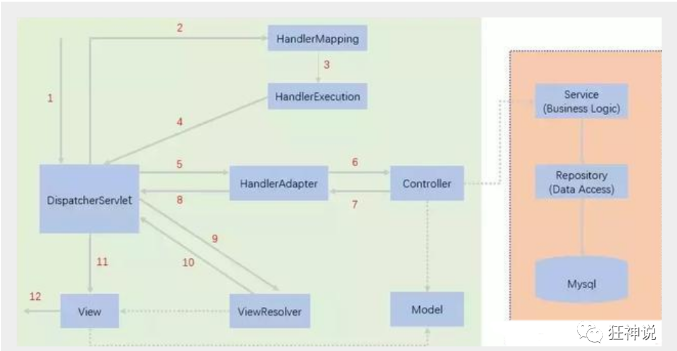 2
HandlerMapping
3
1
HandlerExecution
Service
(Business Logic)
4
5
6
DispatcherServlet
HandlerAdapter
Controller
Repository
(Data Access)
8
7
9
10
11
Mysql
12
View
ViewResolver
Model
狂神说